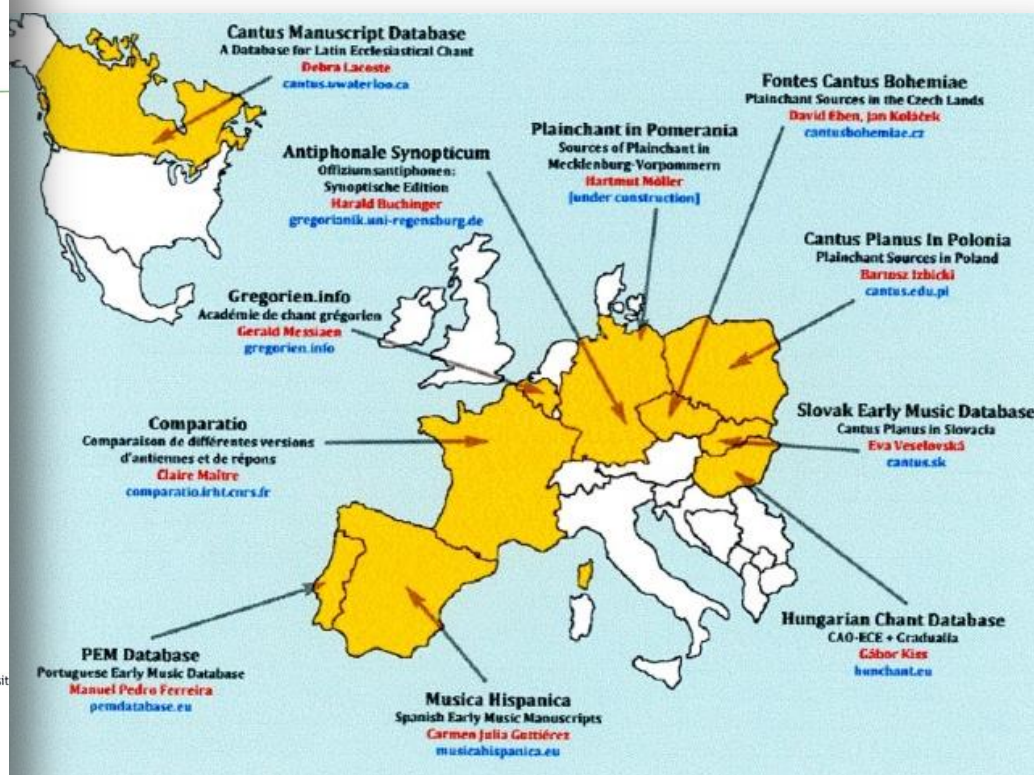 Cantus Manuscript Database
A Database for Latin Ecclesiastical Chant
Debra Lacoste
cantus.uwaterloo.ca
Fontes Cantus Bohemiae
Plainchant Sources in the Czech Lands
David Eben, Jan Koláček
cantusbohemiae.cz
Plainchant in Pomerania
Sources of Plainchant in
Mecklenburg-Vorpommern
Hartmut Möller
[under construction]
Antiphonale Synopticum
Offiziumsantiphonen:
Synoptische Edition
Harald Buchinger
gregorianik.uni-regensburg.de
Cantus Planus In Polonia
Plainchant Sources in Poland
Bartosz Izbicki
cantus.edu.pl
Gregorien.info
Académie de chant grégorien
Gerald Messiaen
gregorien.info
Comparatio
Comparaison de différentes versions
d'antiennes et de répons
Claire Maître
comparatio.irht.cnrs.fr
Slovak Early Music Database
Cantus Planus in Slovacia
Eva Veselovská
cantus.sk
Hungarian Chant Database
CAO-ECE + Gradualia
Gábor Kiss
hunchant.eu
PEM Database
Portuguese Early Music Database
Manuel Pedro Ferreira
pemdatabase.eu
Musica Hispanica
Spanish Early Music Manuscripts
Carmen Julia Gutiérez
musicahispanica.eu